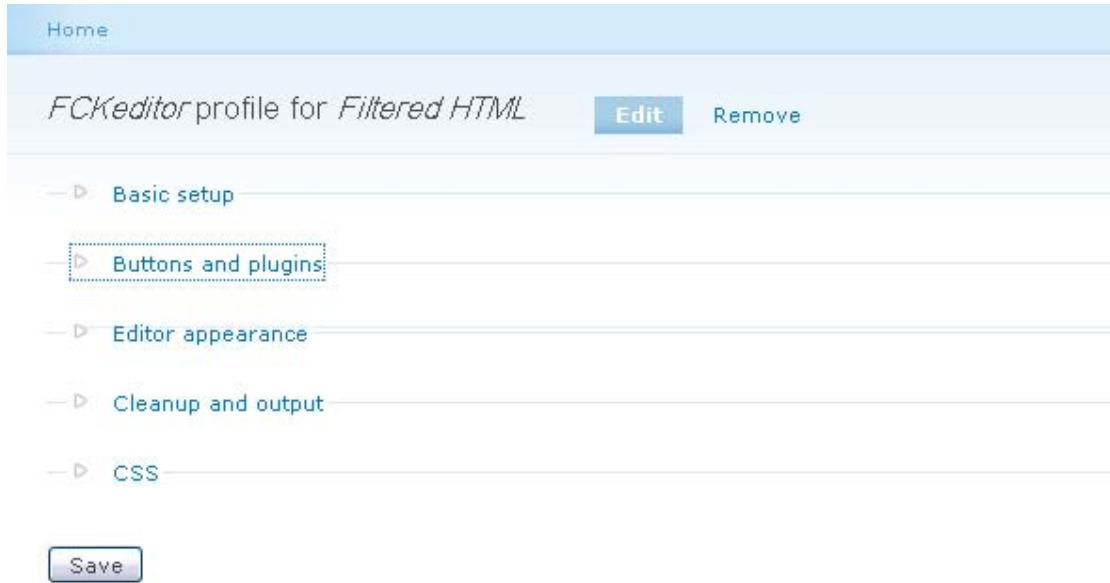 Home
FCKeditor profile for Filtered HTML Edit Remove
Basic setup
Buttons and plugins
Editor appearance
Cleanup and output
CSS
Save